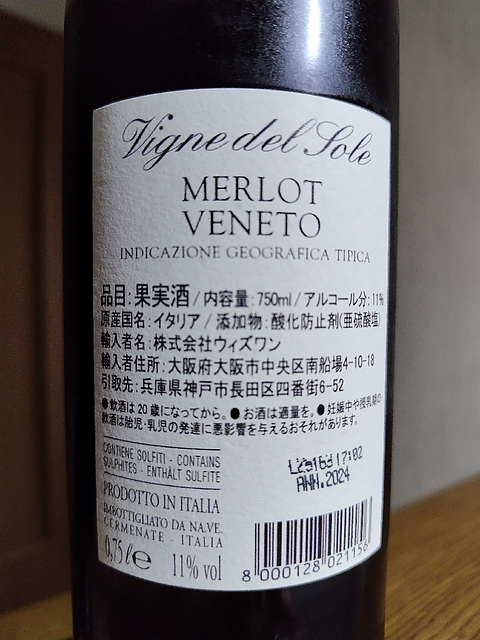 Vigne del Sole
MERLOT
VENETO
INDICAZIONE GEOGRAFICA TIPICA
品目:果実酒/内容量:750ml/アルコール分:11%
原産国名:イタリア/添加物:酸化防止剤(亜硫酸塩)
輸入者名:株式会社ウィズワン
輸入者住所:大阪府大阪市中央区南船場4-10-18
引取先:兵庫県神戸市長田区四番街6-52
●飲酒は20歳になってから。●お酒は適量を。●妊娠中や授乳期の
飲酒は胎児・乳児の発達に悪影響を与えるおそれがあります。
CONTIENE SOLFITI - CONTAINS
SULPHITES - ENTHÄLT SULFITE
L25163 17:02
ANN.2024
PRODOTTO IN ITALIA
IMBOTTIGLIATO DA NA.VE.
CERMENATE - ITALIA
0,75 l e 11% vol
8 000128 021156